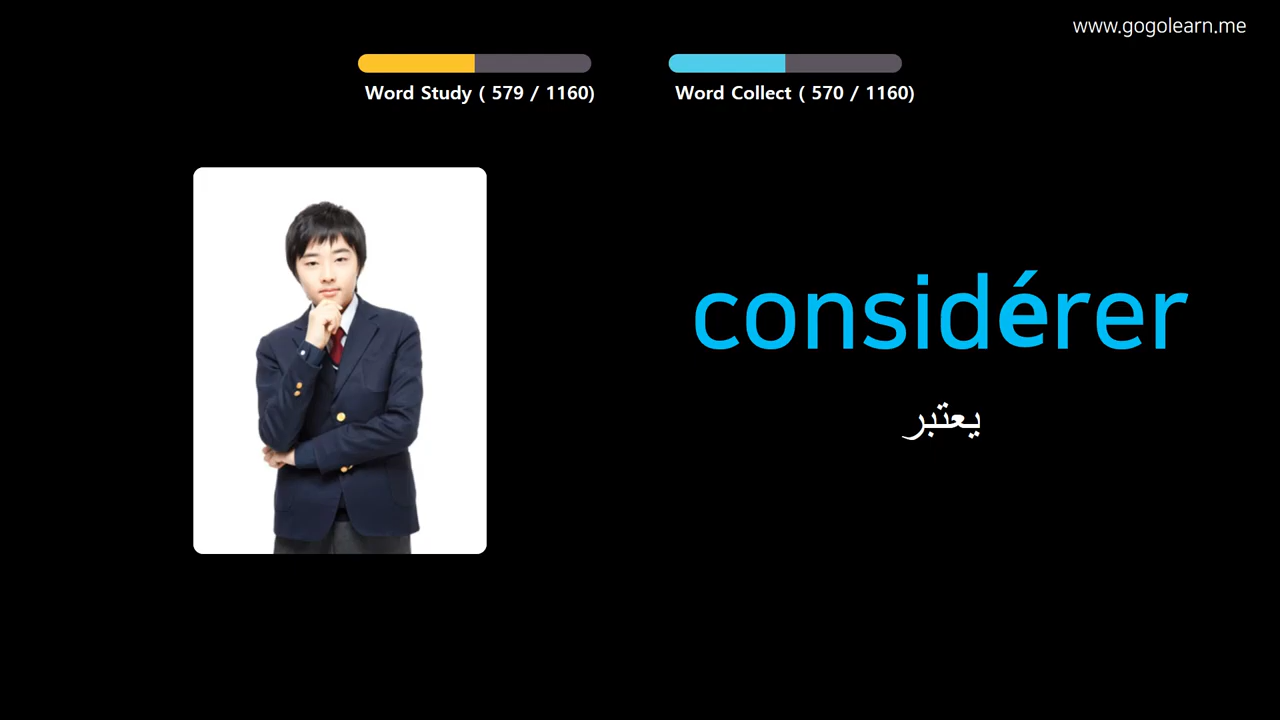 www.gogolearn.me
Word Study ( 579 / 1160)
Word Collect ( 570 / 1160)
considérer
يعتبر